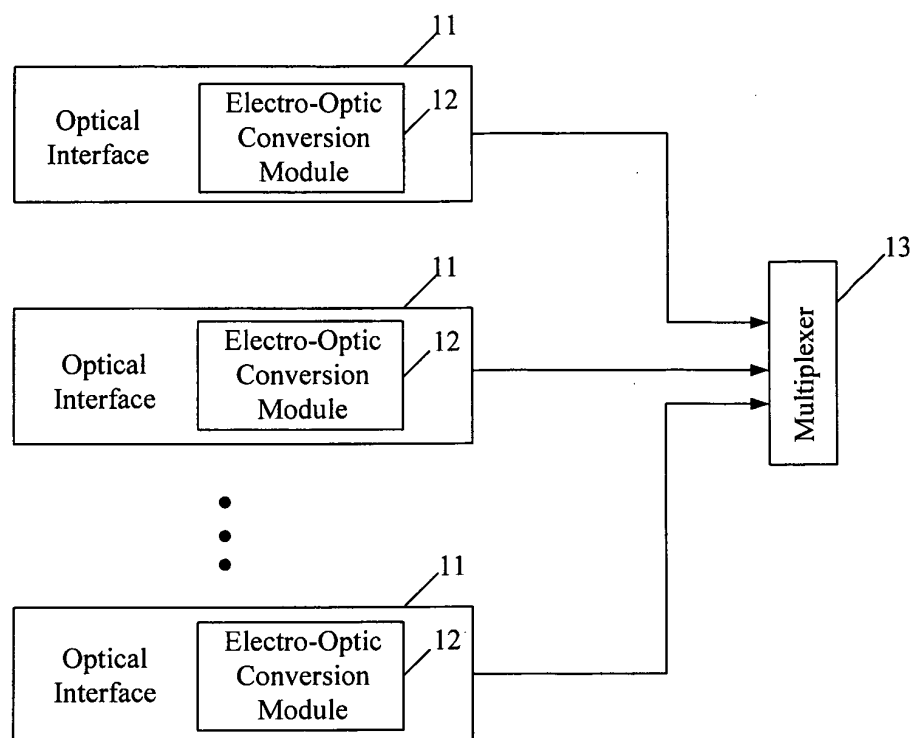 11
Optical
Interface
Electro-Optic
Conversion
Module
12
11
Optical
Interface
Electro-Optic
Conversion
Module
12
11
Optical
Interface
Electro-Optic
Conversion
Module
12
13
Multiplexer